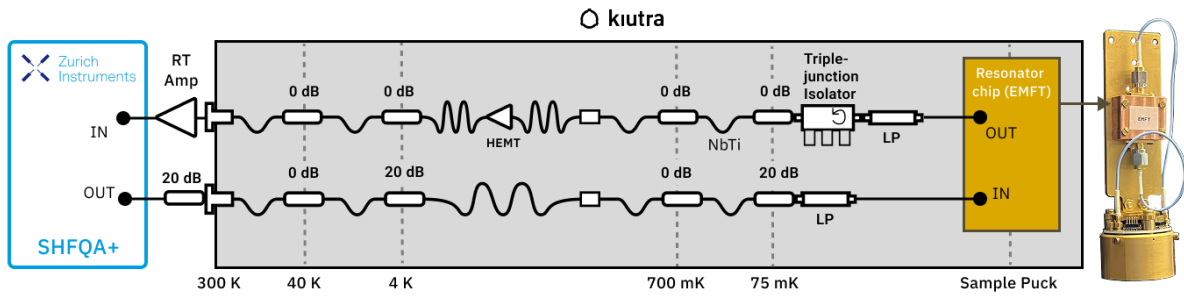 kiutra
Zurich
Instruments
RT
Amp
0 dB
0 dB
0 dB
0 dB
Triple-
junction
Isolator
Resonator
chip (EMFT)
IN
HEMT
NbTi
LP
OUT
EMFT
OUT
20 dB
0 dB
20 dB
0 dB
20 dB
LP
IN
SHFQA+
300 K
40 K
4 K
700 mK
75 mK
Sample Puck